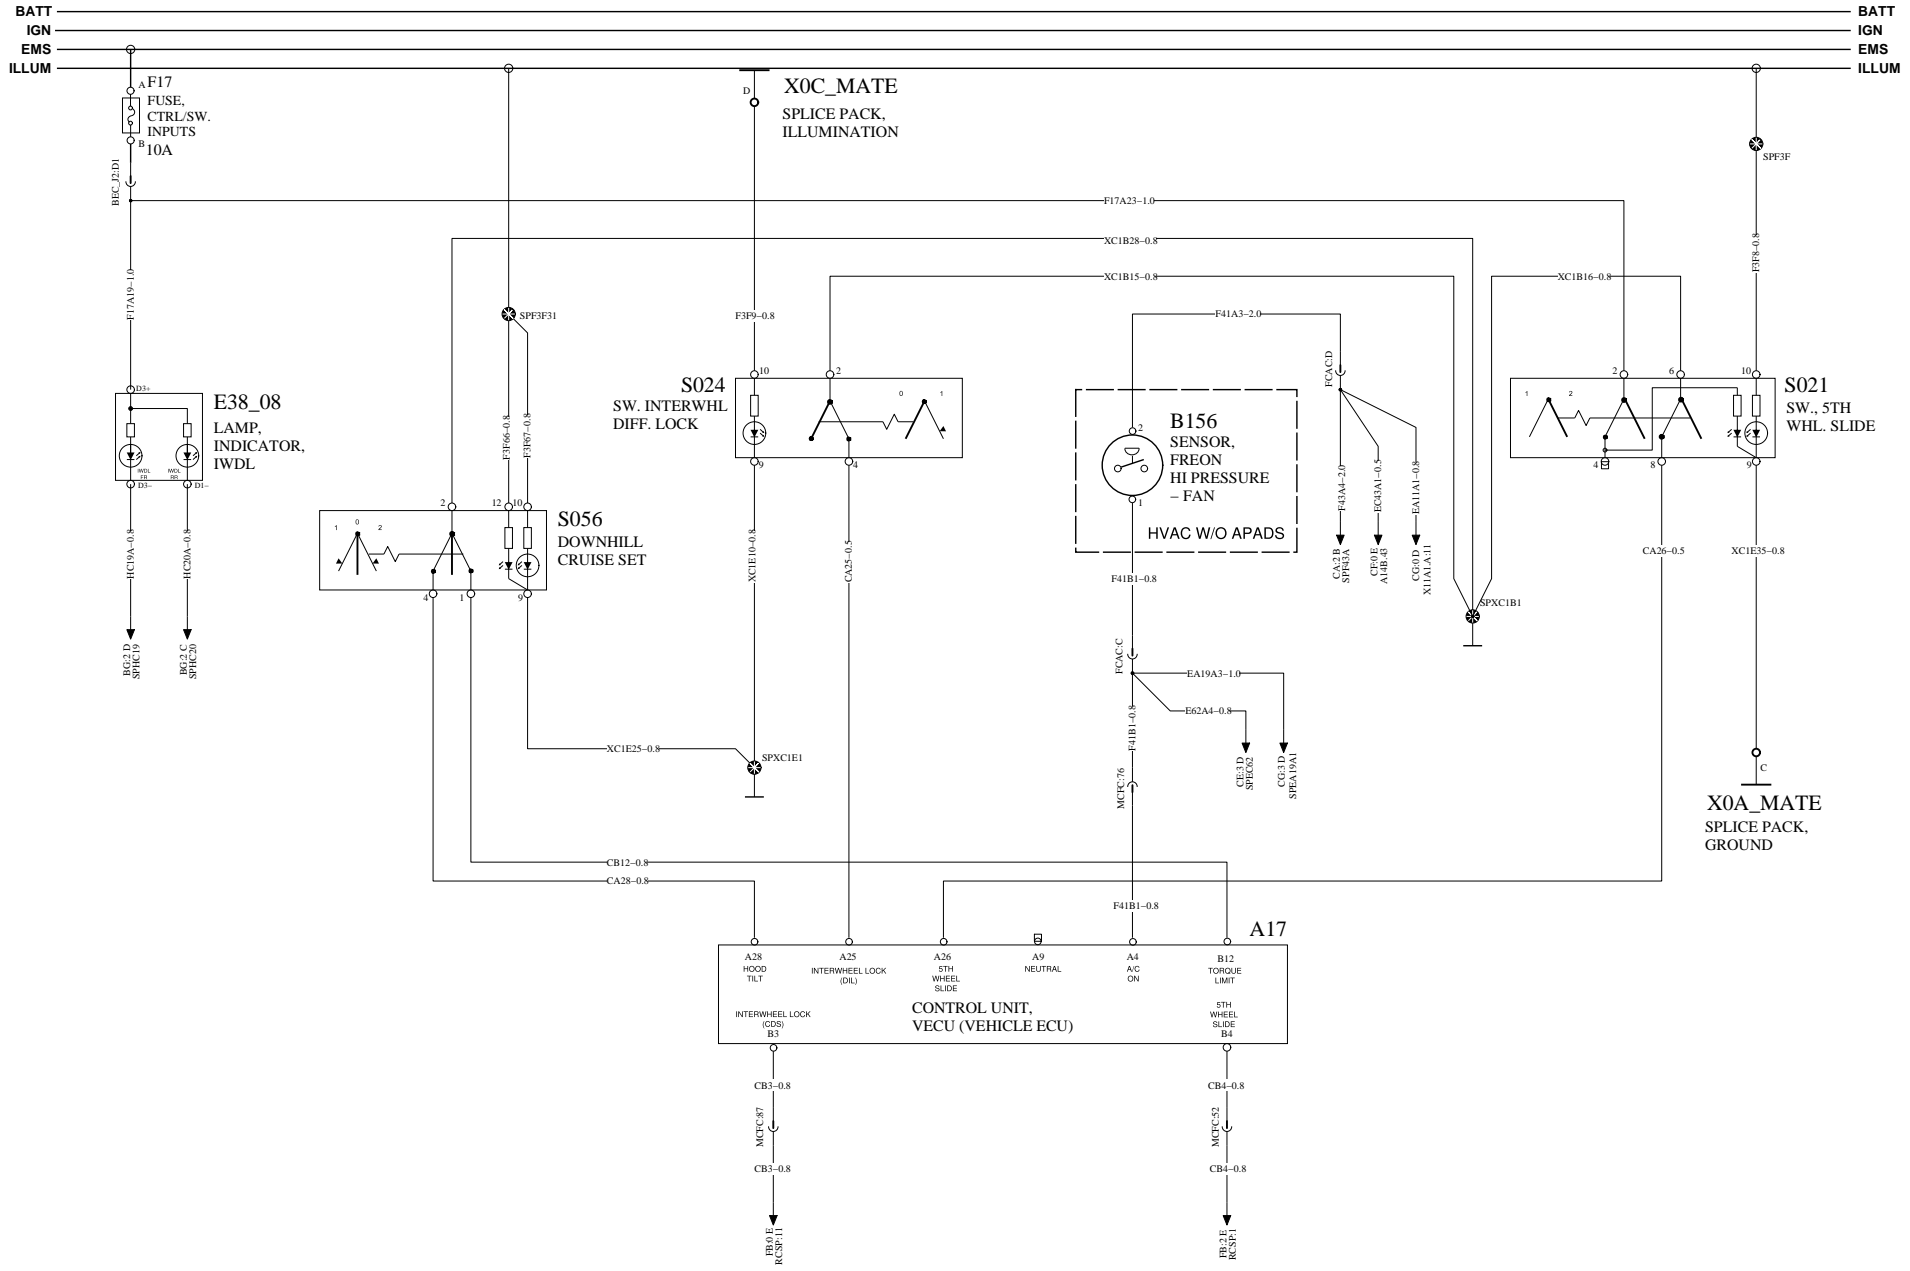 BATT BATT
IGN IGN
EMS EMS
ILLUM ILLUM
A F17
FUSE,
CTRL/SW.
INPUTS
B 10A
BEC_J2:D1
D X0C_MATE
SPLICE PACK,
ILLUMINATION
SPF3F
F17A23-1.0
XC1B28-0.8
XC1B15-0.8
XC1B16-0.8
F3F8-0.8
F17A19-1.0
SPF3F31
F3F9-0.8
F41A3-2.0
FCAC:D
D3+
E38_08
LAMP,
INDICATOR,
IWDL
IWDL
FR
IWDL
RR
D3-
D1-
HC19A-0.8
HC20A-0.8
BG:2 D
SPHC19
BG:2 C
SPHC20
F3F66-0.8
F3F67-0.8
2 12 10
1 0 2
S056
DOWNHILL
CRUISE SET
4 1 9
S024
SW. INTERWHL
DIFF. LOCK
10 2
0 1
9 4
XC1E10-0.8
CA25-0.5
B156
SENSOR,
FREON
HI PRESSURE
– FAN
2
1
HVAC W/O APADS
F43A4-2.0
EC43A1-0.5
EA11A1-0.8
CA:2 B
SPF43A
CF:0 E
A14B.43
CG:0 D
X11A1.A:11
2 6 10
1 2
S021
SW., 5TH
WHL. SLIDE
4 8 9
CA26-0.5
XC1E35-0.8
F41B1-0.8
SPXC1B1
FCAC:C
EA19A3-1.0
E62A4-0.8
F41B1-0.8
CE:3 D
SPEC62
CG:3 D
SPEA19A1
MCFC:76
XC1E25-0.8
SPXC1E1
C
X0A_MATE
SPLICE PACK,
GROUND
CB12-0.8
CA28-0.8
F41B1-0.8
A17
A28
HOOD
TILT
A25
INTERWHEEL LOCK
(DIL)
A26
5TH
WHEEL
SLIDE
A9
NEUTRAL
A4
A/C
ON
B12
TORQUE
LIMIT
CONTROL UNIT,
VECU (VEHICLE ECU)
INTERWHEEL LOCK
(CDS)
B3
5TH
WHEEL
SLIDE
B4
CB3-0.8
CB4-0.8
MCFC:87
MCFC:52
CB3-0.8
CB4-0.8
FB:0 E
RCSP:11
FB:2 E
RCSP:1